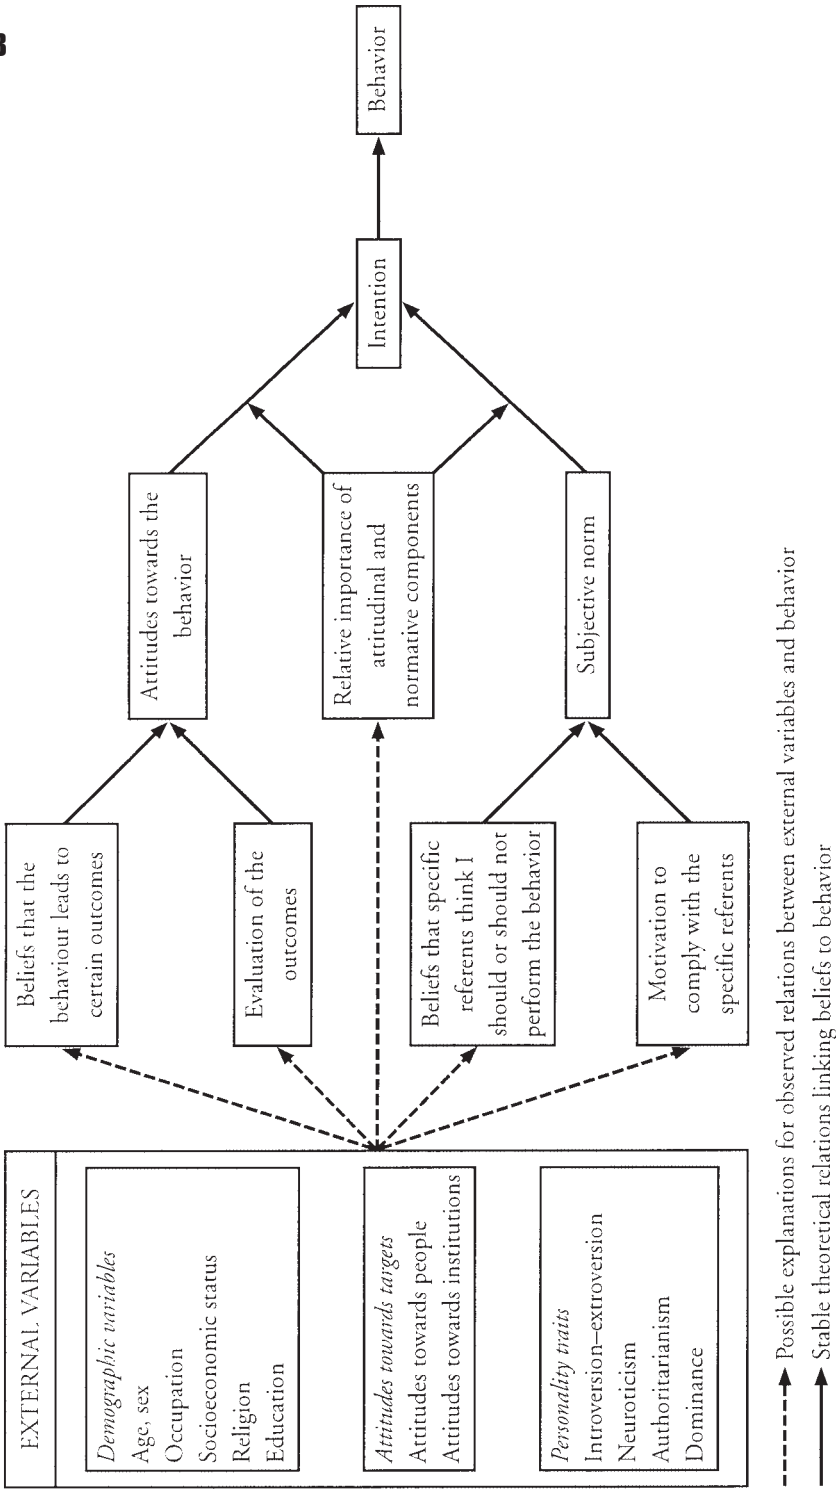 EXTERNAL VARIABLES
Demographic variables
Age, sex
Occupation
Socioeconomic status
Religion
Education
Attitudes towards targets
Attitudes towards people
Attitudes towards institutions
Personality traits
Introversion–extroversion
Neuroticism
Authoritarianism
Dominance
Beliefs that the
behaviour leads to
certain outcomes
Evaluation of the
outcomes
Beliefs that specific
referents think I
should or should not
perform the behavior
Motivation to
comply with the
specific referents
Attitudes towards the
behavior
Relative importance of
attitudinal and
normative components
Subjective norm
Intention
Behavior
Possible explanations for observed relations between external variables and behavior
Stable theoretical relations linking beliefs to behavior